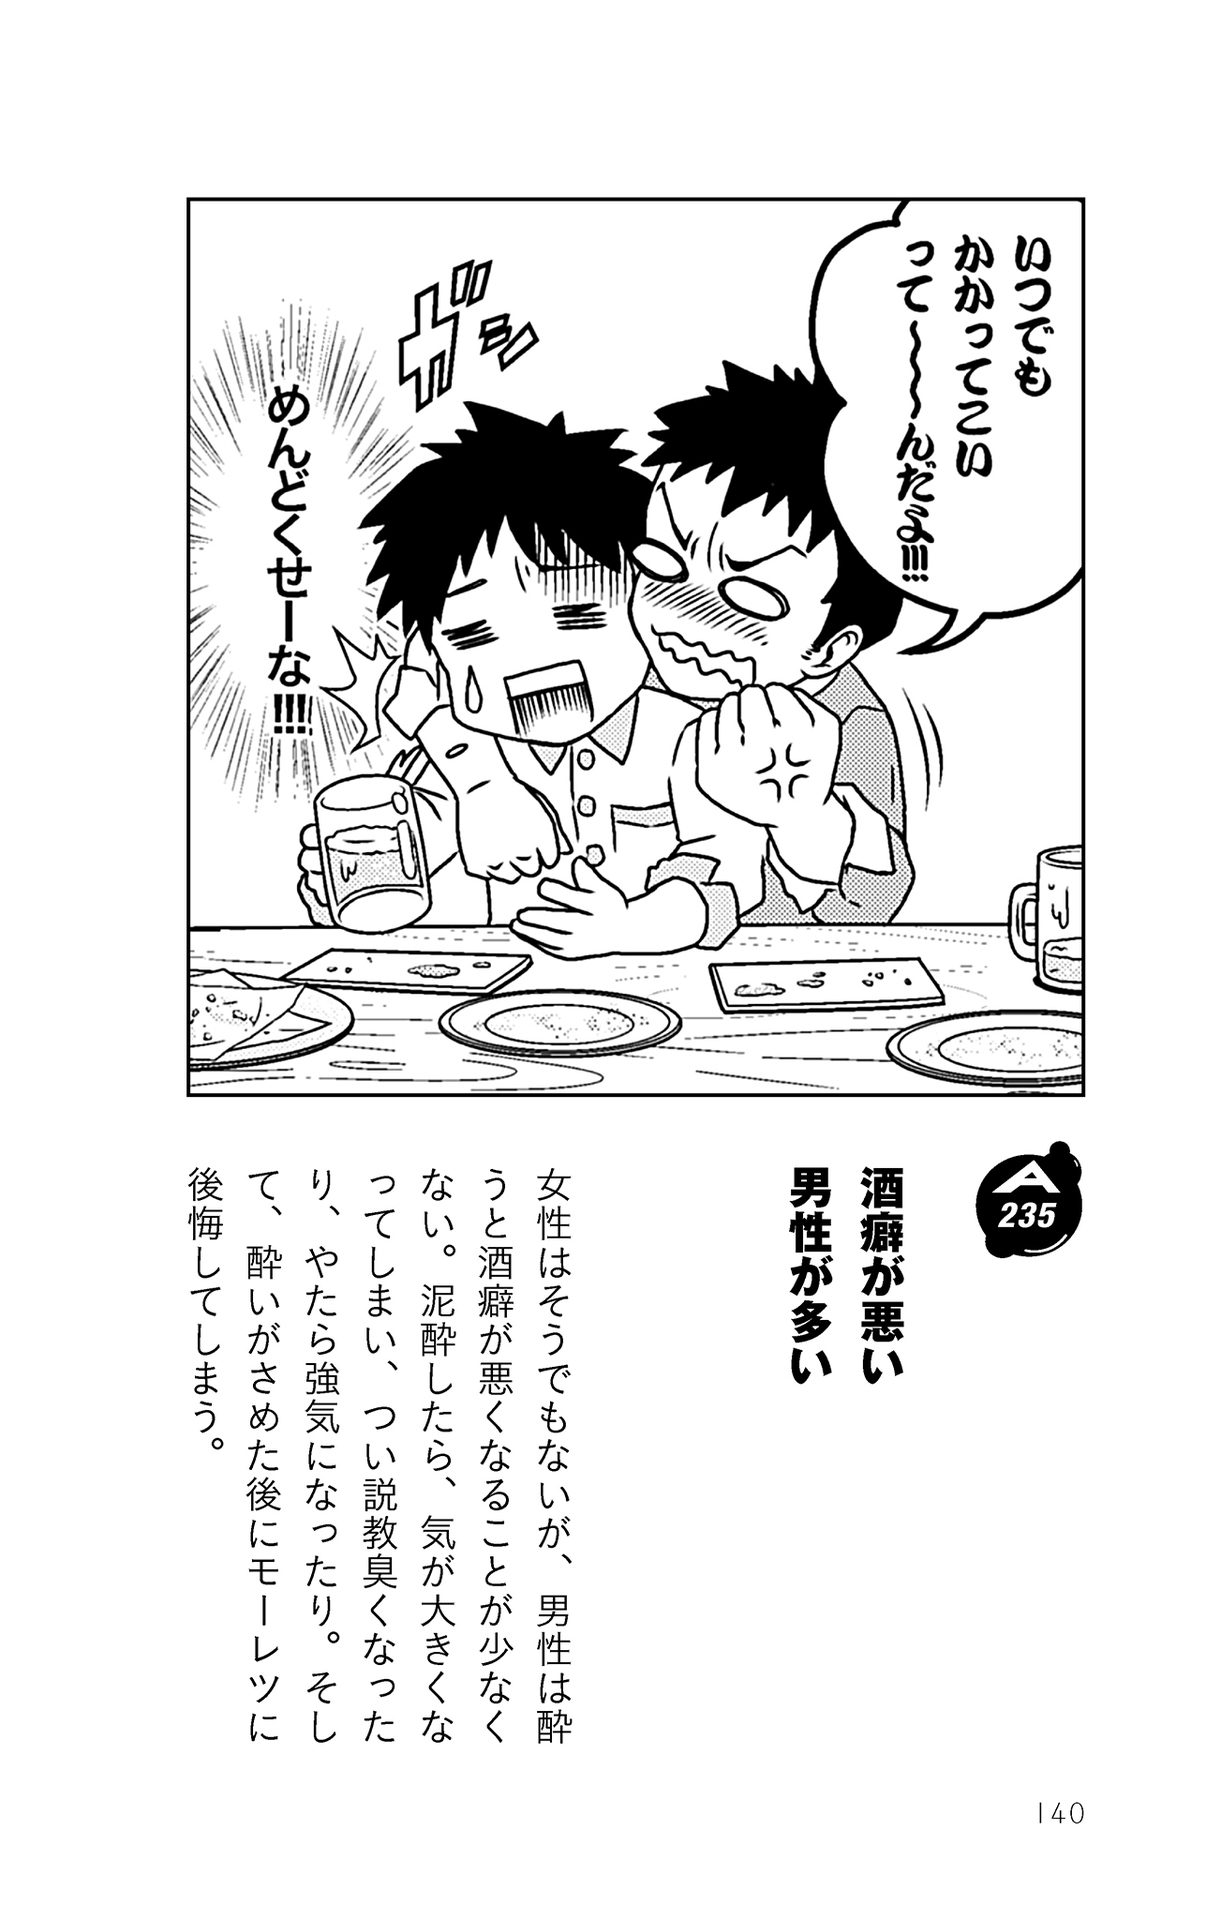 いつでも
かかってこい
って～～～んだよ!!!
ガシ
めんどくせーな!!!!
A
235
酒癖が悪い
男性が多い
女性はそうでもないが、男性は酔
うと酒癖が悪くなることが少なく
ない。泥酔したら、気が大きくな
ってしまい、つい説教臭くなった
り、やたら強気になったり。そし
て、酔いがさめた後にモーレツに
後悔してしまう。
140